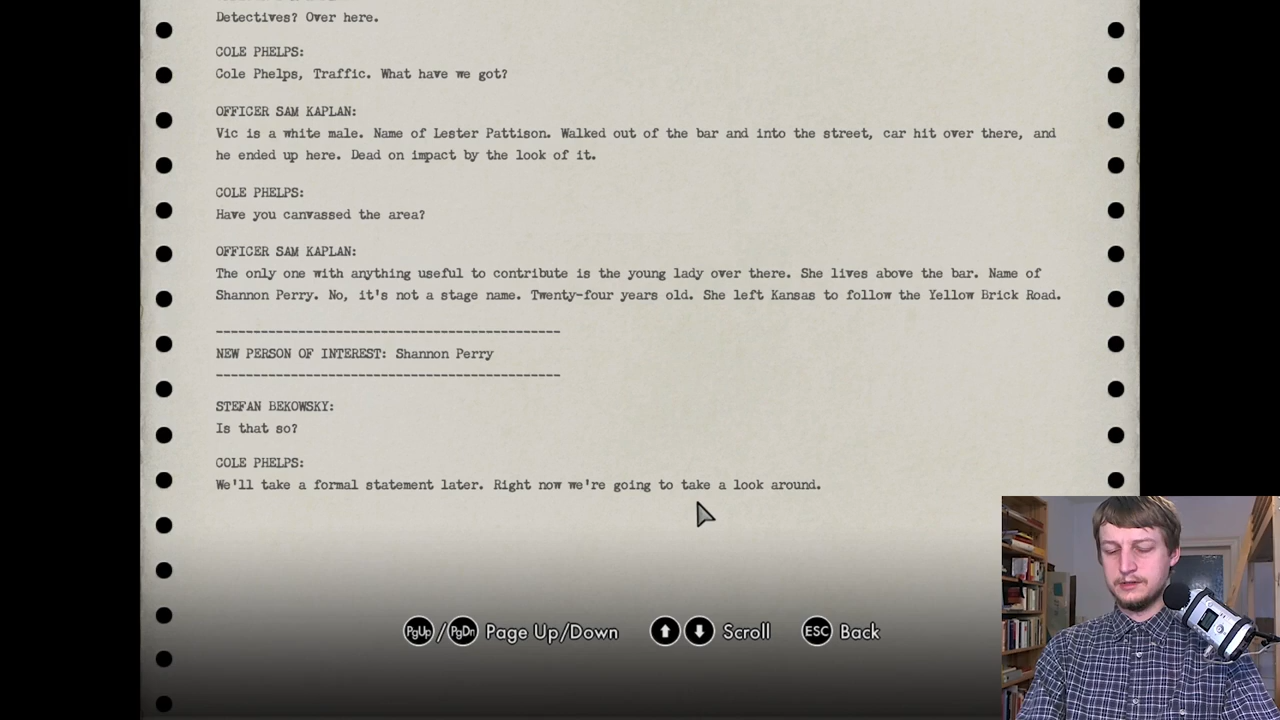 Detectives? Over here.
COLE PHELPS:
Cole Phelps, Traffic. What have we got?
OFFICER SAM KAPLAN:
Vic is a white male. Name of Lester Pattison. Walked out of the bar and into the street, car hit over there, and
he ended up here. Dead on impact by the look of it.
COLE PHELPS:
Have you canvassed the area?
OFFICER SAM KAPLAN:
The only one with anything useful to contribute is the young lady over there. She lives above the bar. Name of
Shannon Perry. No, it's not a stage name. Twenty-four years old. She left Kansas to follow the Yellow Brick Road.
----------------------------------------------
NEW PERSON OF INTEREST: Shannon Perry
----------------------------------------------
STEFAN BEKOWSKY:
Is that so?
COLE PHELPS:
We'll take a formal statement later. Right now we're going to take a look around.
PgUp / PgDn Page Up/Down Scroll ESC Back